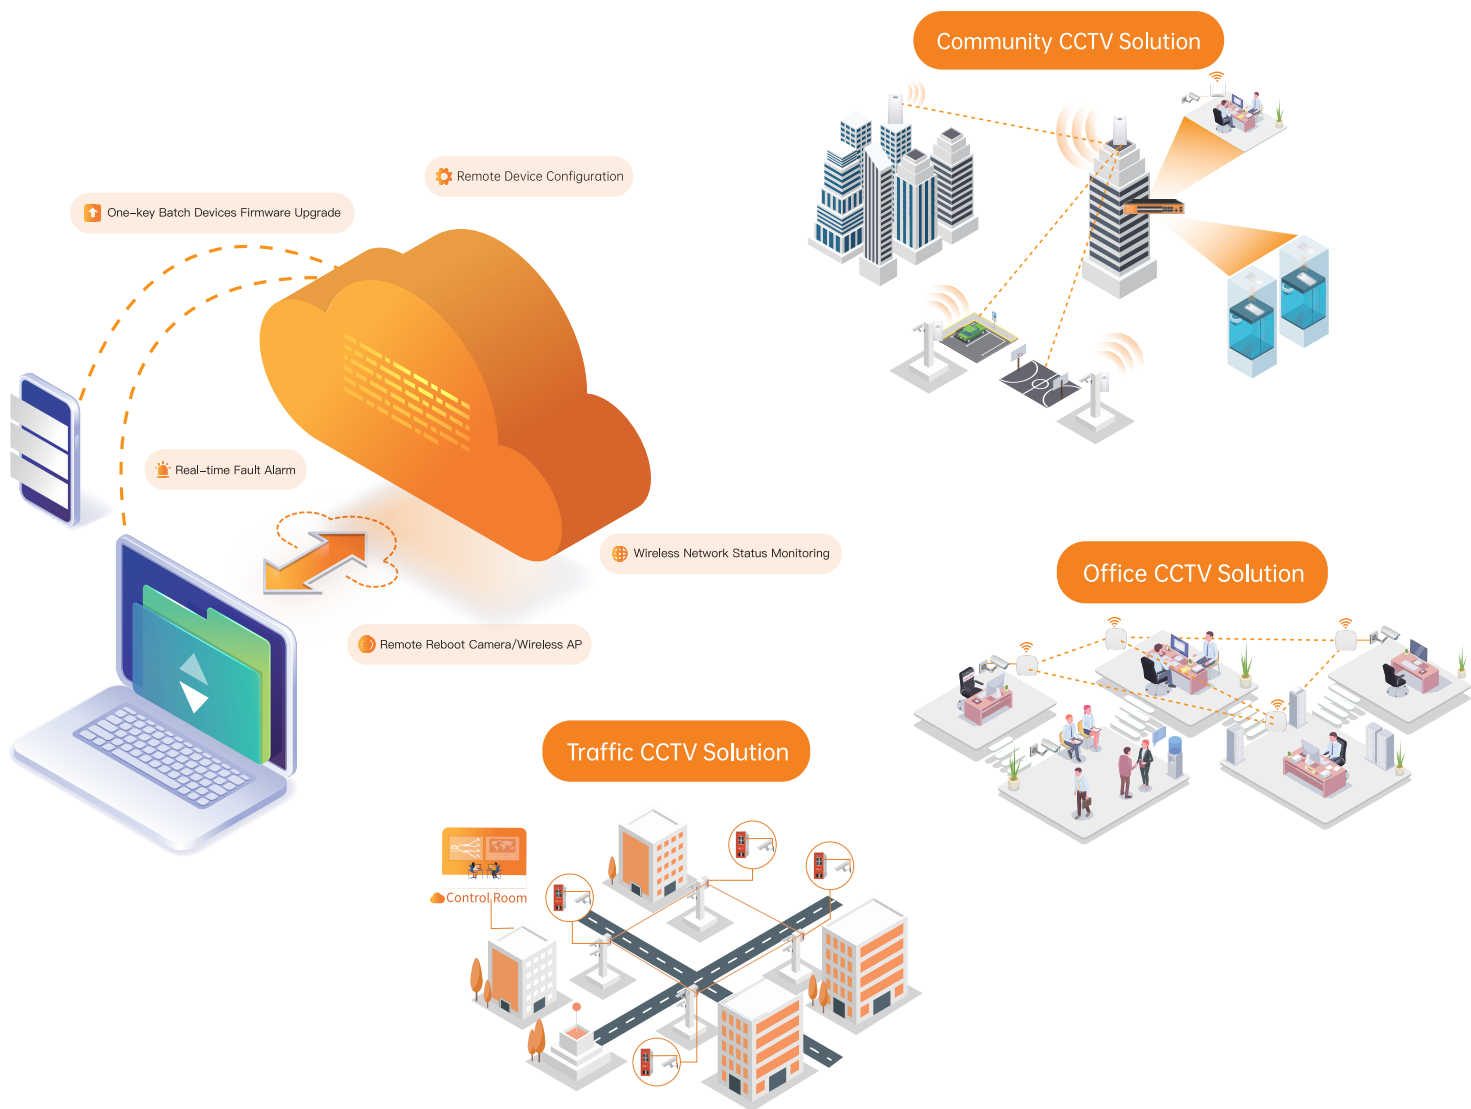 Community CCTV Solution
Remote Device Configuration
One-key Batch Devices Firmware Upgrade
Real-time Fault Alarm
Wireless Network Status Monitoring
Office CCTV Solution
Remote Reboot Camera/Wireless AP
Traffic CCTV Solution
Control Room